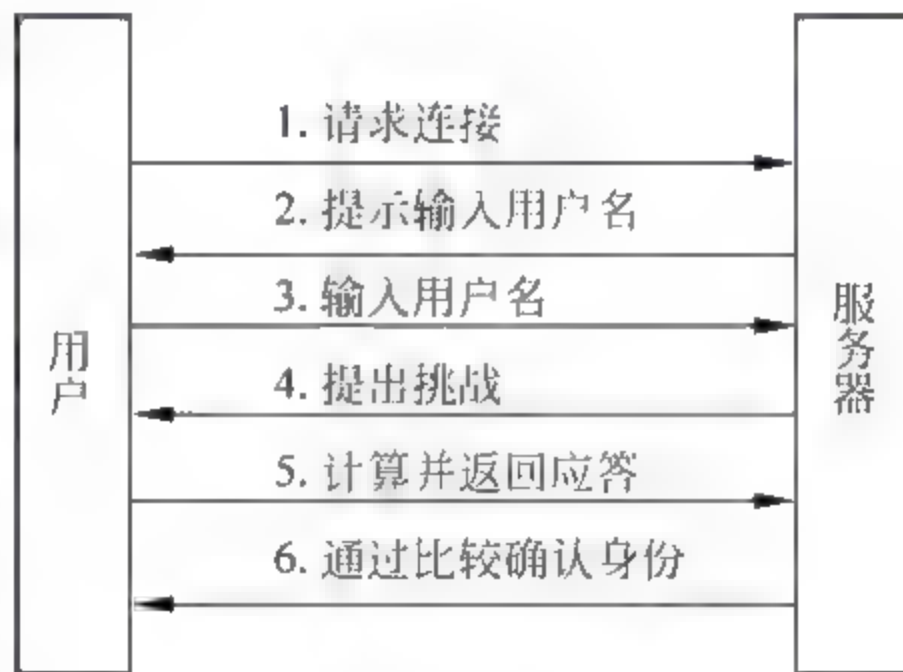 1. 请求连接
2. 提示输入用户名
3. 输入用户名
用户
服务器
4. 提出挑战
5. 计算并返回应答
6. 通过比较确认身份